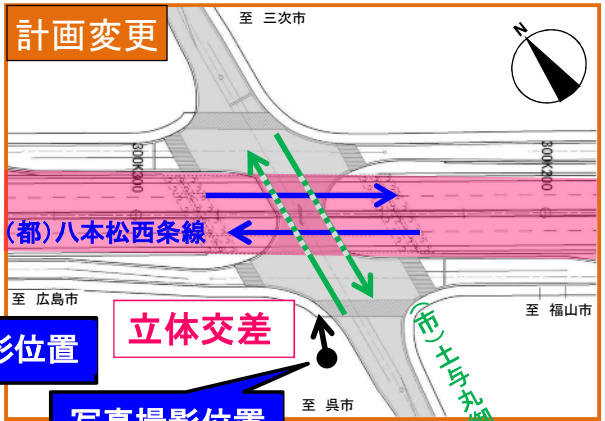 計画変更
至 三次市
N
300K300
300K200
(都)八本松西条線
至 広島市
立体交差
至 福山市
影位置
(市)土与丸御
写真撮影位置
至 呉市